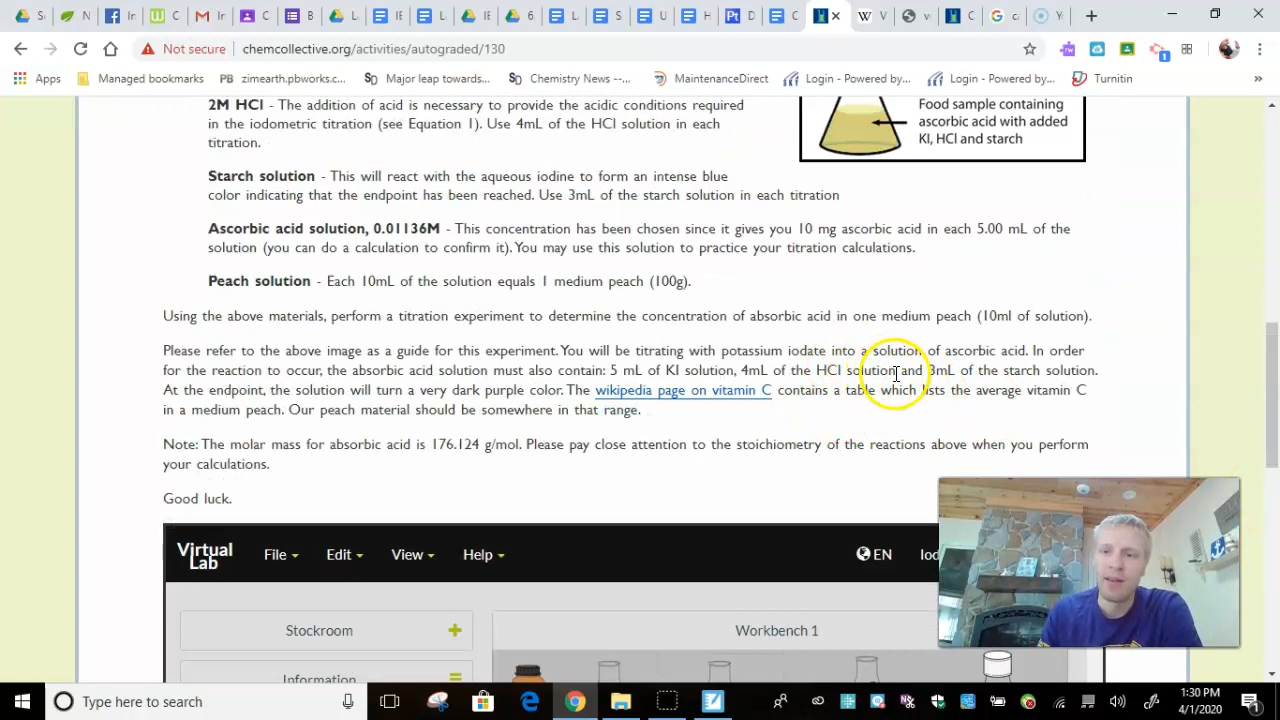 S
N
W
C
In
A
S
B
L
IE
L
IE
6
L
S
U
H
Pt D
C
W V
v
C
G c
Y
Not secure chemcollective.org/activities/autograded/130
1
Apps Managed bookmarks PB zimearth.pbworks.c... Major leap towards... Chemistry News --... MaintenanceDirect Login - Powered by... Login - Powered by... Turnitin »
2M HCl - The addition of acid is necessary to provide the acidic conditions required
in the iodometric titration (see Equation 1). Use 4mL of the HCl solution in each
titration.
Food sample containing
ascorbic acid with added
KI, HCl and starch
Starch solution - This will react with the aqueous iodine to form an intense blue
color indicating that the endpoint has been reached. Use 3mL of the starch solution in each titration
Ascorbic acid solution, 0.01136M - This concentration has been chosen since it gives you 10 mg ascorbic acid in each 5.00 mL of the
solution (you can do a calculation to confirm it). You may use this solution to practice your titration calculations.
Peach solution - Each 10mL of the solution equals 1 medium peach (100g).
Using the above materials, perform a titration experiment to determine the concentration of absorbic acid in one medium peach (10ml of solution).
Please refer to the above image as a guide for this experiment. You will be titrating with potassium iodate into a solution of ascorbic acid. In order
for the reaction to occur, the absorbic acid solution must also contain: 5 mL of KI solution, 4mL of the HCl solution and 3mL of the starch solution.
At the endpoint, the solution will turn a very dark purple color. The wikipedia page on vitamin C contains a table which lists the average vitamin C
in a medium peach. Our peach material should be somewhere in that range.
Note: The molar mass for absorbic acid is 176.124 g/mol. Please pay close attention to the stoichiometry of the reactions above when you perform
your calculations.
Good luck.
Virtual
Lab
File Edit View Help EN Iod
Stockroom
Workbench 1
Information
Type here to search
1:30 PM
4/1/2020